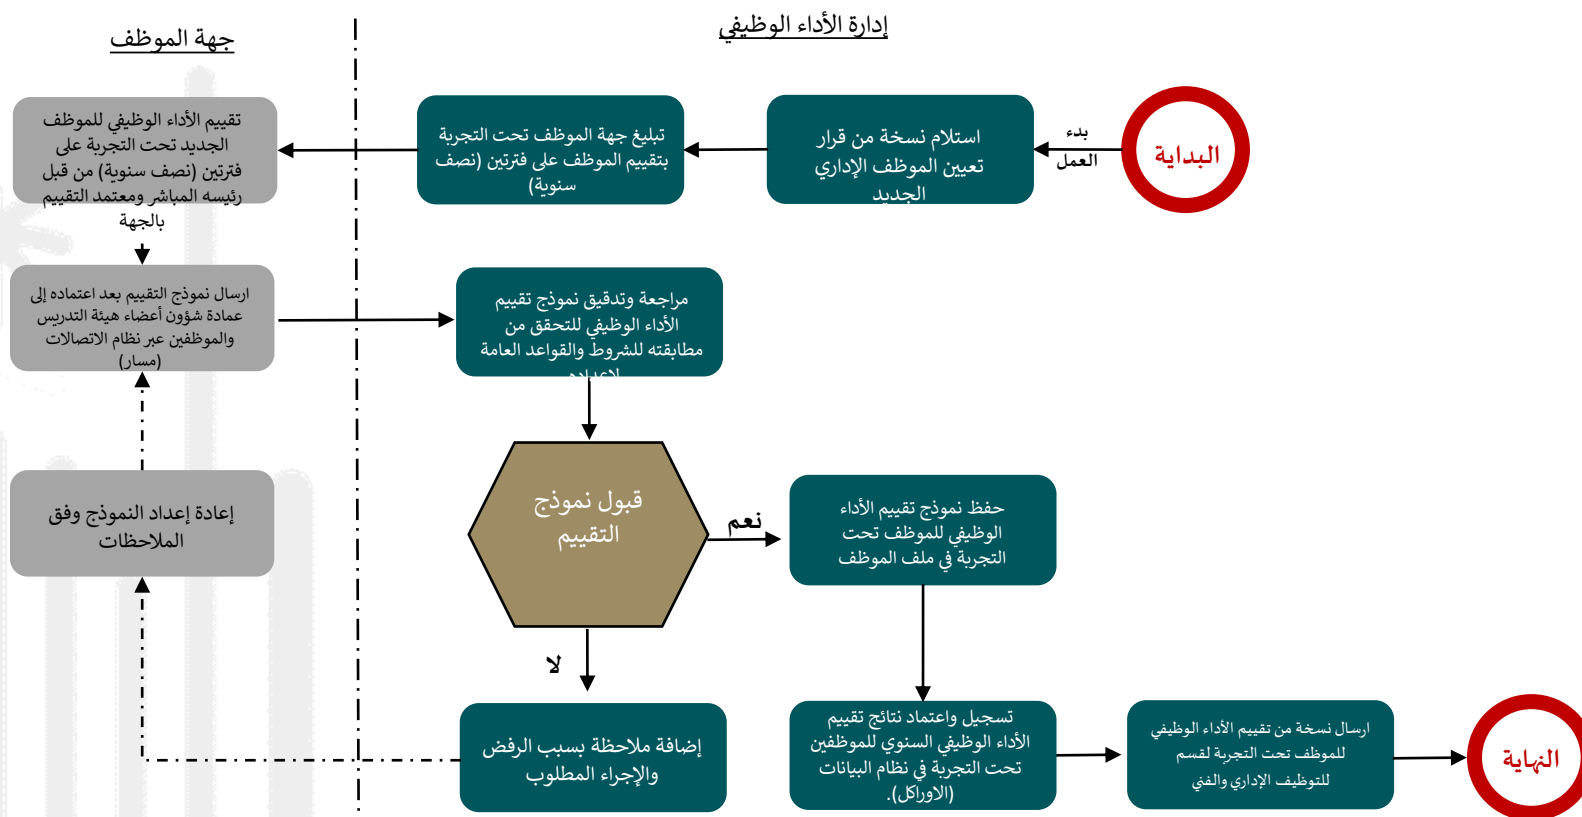 إدارة الأداء الوظيفي
جهة الموظف
البداية
بدء
العمل
استلام نسخة من قرار
تعيين الموظف الإداري
الجديد
تبليغ جهة الموظف تحت التجربة
بتقييم الموظف على فترتين (نصف
سنوية)
تقييم الأداء الوظيفي للموظف
الجديد تحت التجربة على
فترتين (نصف سنوية) من قبل
رئيسه المباشر ومعتمد التقييم
بالجهة
ارسال نموذج التقييم بعد اعتماده إلى
عمادة شؤون أعضاء هيئة التدريس
والموظفين عبر نظام الاتصالات
(مسار)
مراجعة وتدقيق نموذج تقييم
الأداء الوظيفي للتحقق من
مطابقته للشروط والقواعد العامة
قبول نموذج
التقييم
نعم
لا
حفظ نموذج تقييم الأداء
الوظيفي للموظف تحت
التجربة في ملف الموظف
إعادة إعداد النموذج وفق
الملاحظات
إضافة ملاحظة بسبب الرفض
والإجراء المطلوب
تسجيل واعتماد نتائج تقييم
الأداء الوظيفي السنوي للموظفين
تحت التجربة في نظام البيانات
(الاوراكل).
ارسال نسخة من تقييم الأداء الوظيفي
للموظف تحت التجربة لقسم
للتوظيف الإداري والفني
النهاية